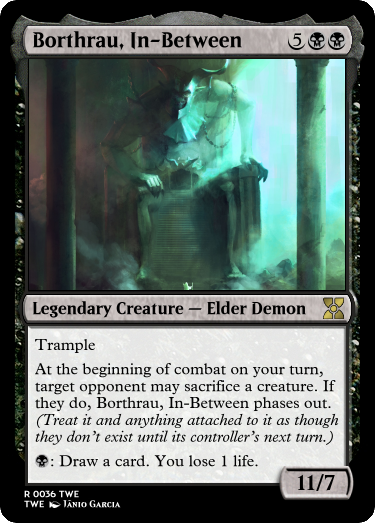 Borthrau, In-Between 5
Legendary Creature — Elder Demon
Trample
At the beginning of combat on your turn,
target opponent may sacrifice a creature. If
they do, Borthrau, In-Between phases out.
(Treat it and anything attached to it as though
they don't exist until its controller's next turn.)
: Draw a card. You lose 1 life.
11/7
R 0036 TWE
TWE Jânio Garcia